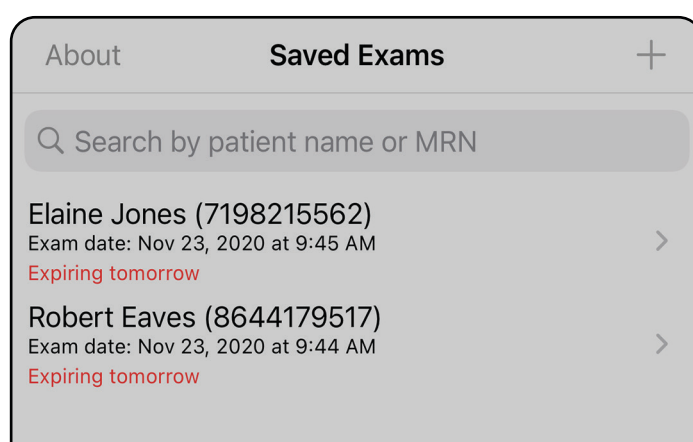 About Saved Exams +
Search by patient name or MRN
Elaine Jones (7198215562)
Exam date: Nov 23, 2020 at 9:45 AM
Expiring tomorrow
Robert Eaves (8644179517)
Exam date: Nov 23, 2020 at 9:44 AM
Expiring tomorrow